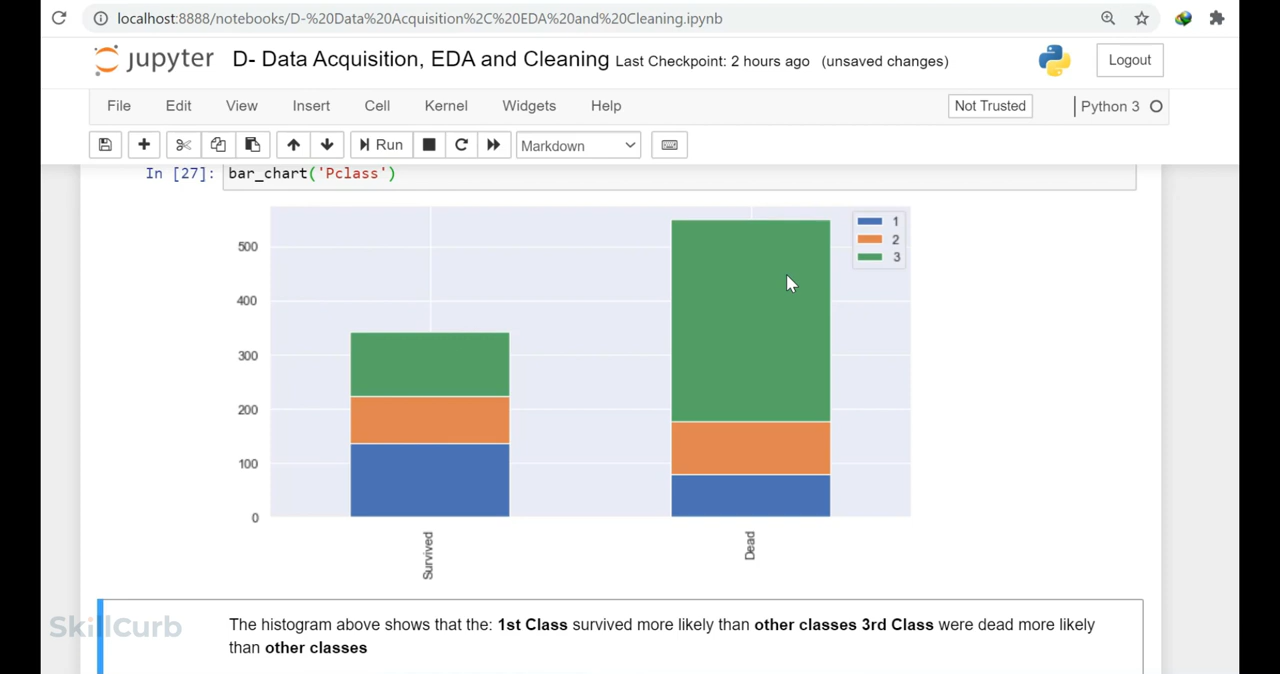 localhost:8888/notebooks/D-%20Data%20Acquisition%2C%20EDA%20and%20Cleaning.ipynb
jupyter D- Data Acquisition, EDA and Cleaning Last Checkpoint: 2 hours ago (unsaved changes) Logout
File Edit View Insert Cell Kernel Widgets Help Not Trusted Python 3
Run Markdown
In [27]: bar_chart('Pclass')
1
2
3
500
400
300
200
100
0
Survived
Dead
SkillCurb
The histogram above shows that the: 1st Class survived more likely than other classes 3rd Class were dead more likely
than other classes